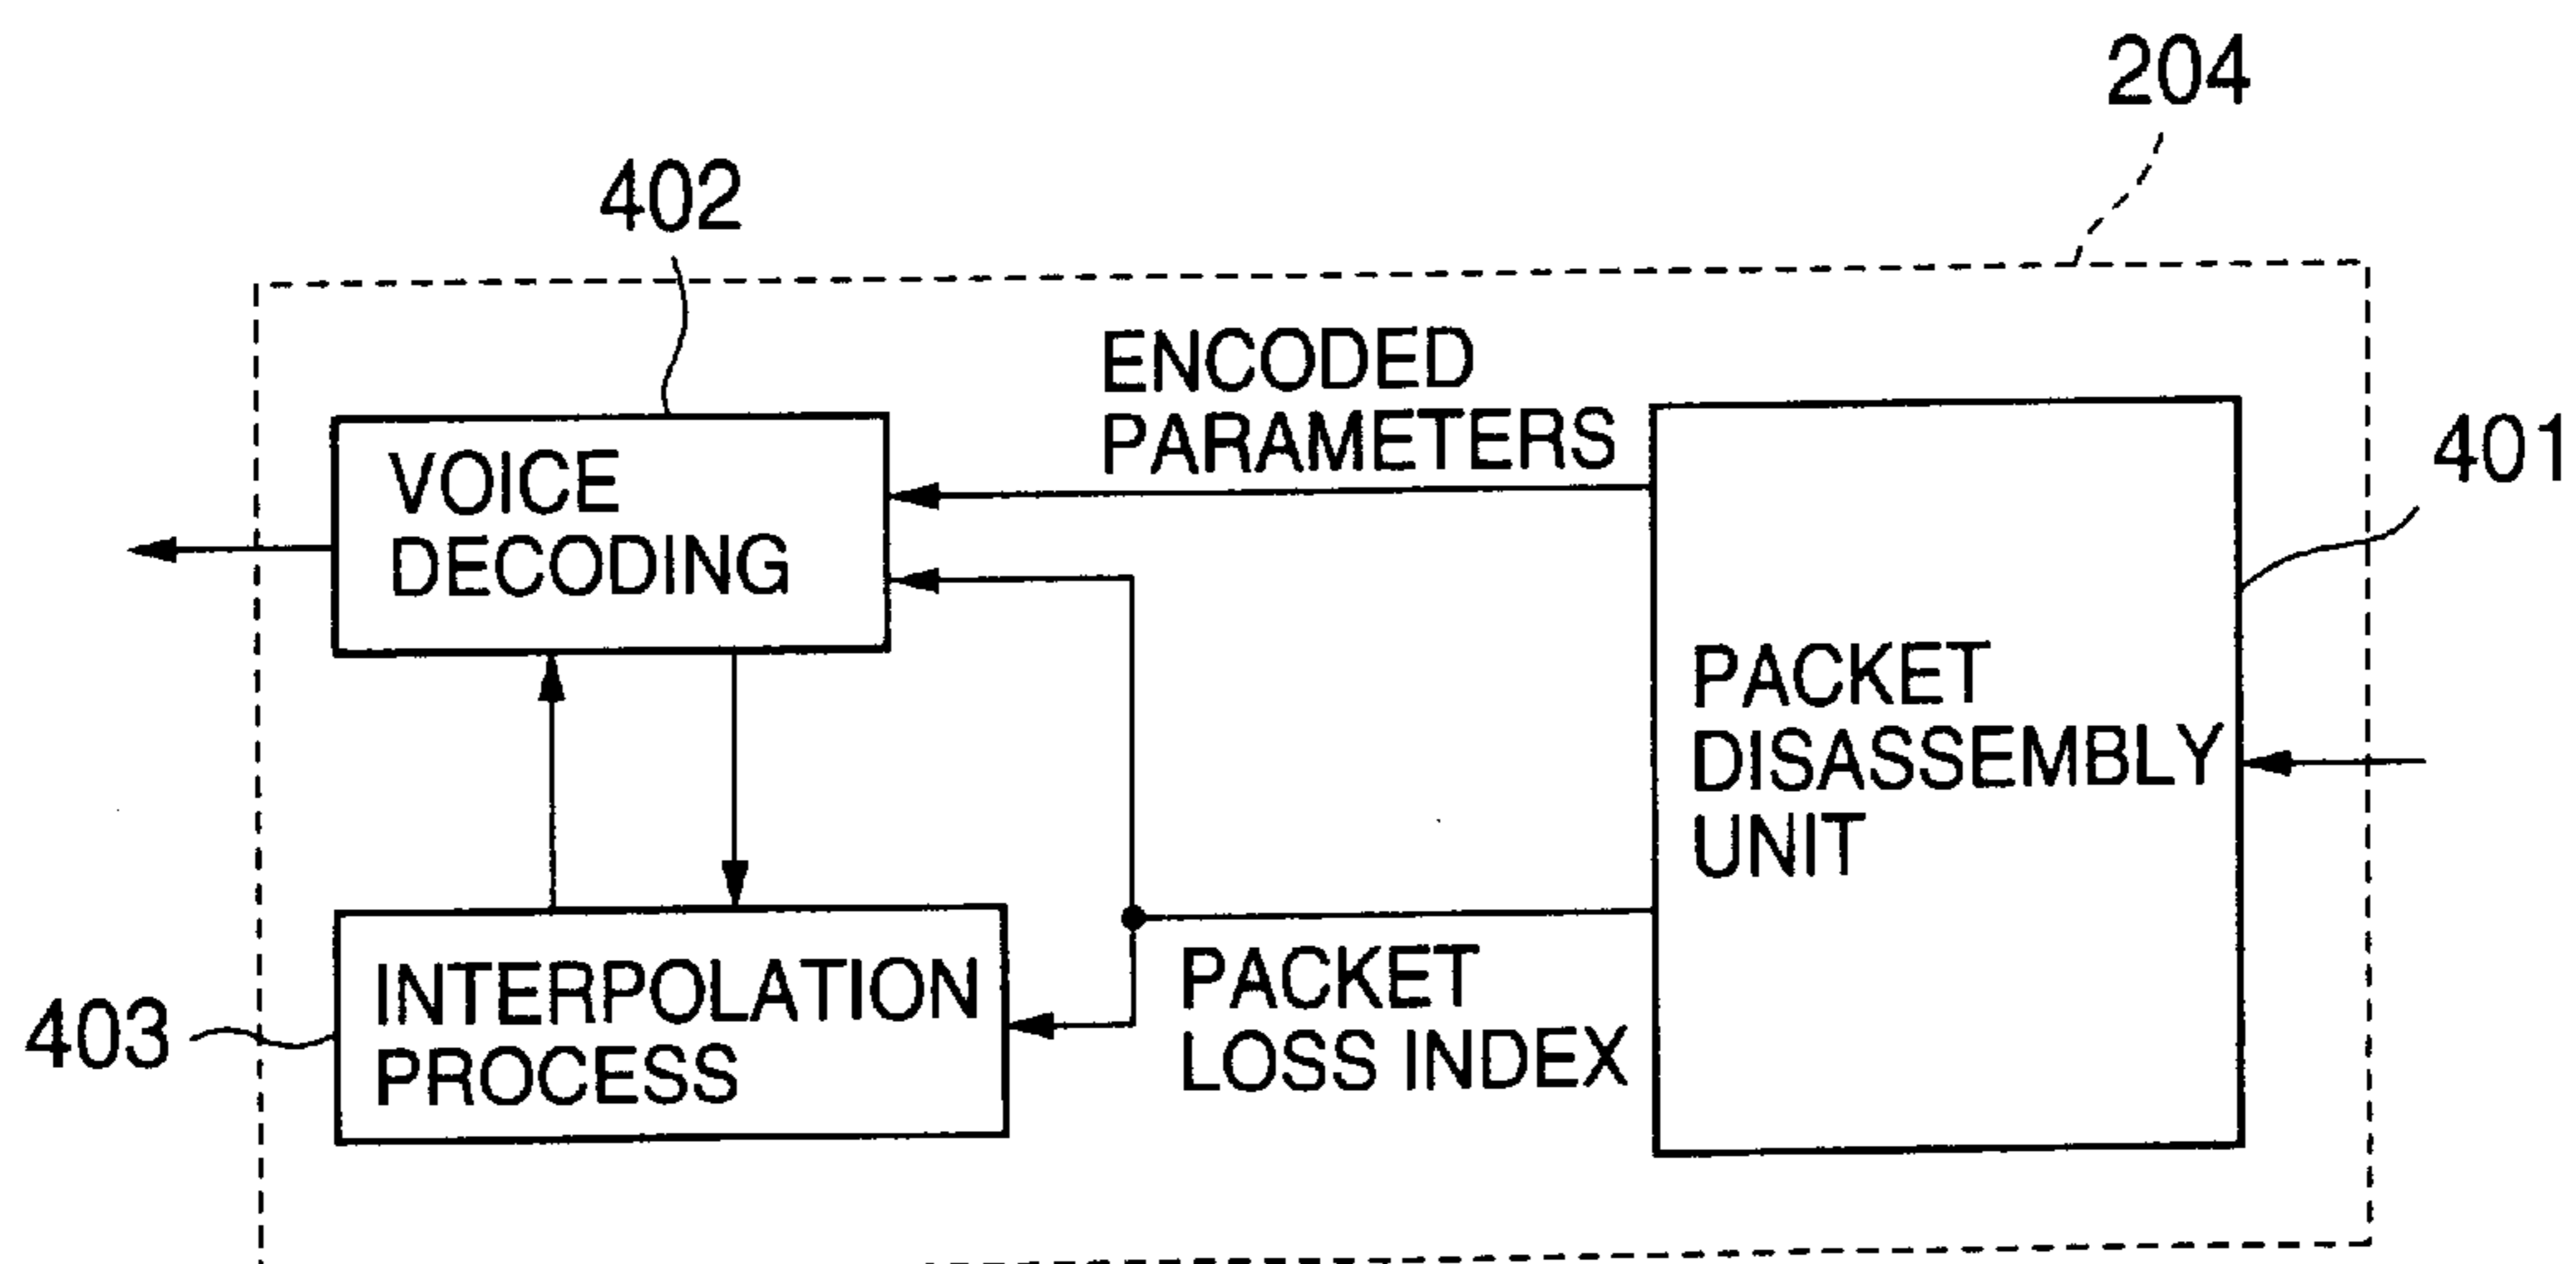 204
402
ENCODED
PARAMETERS
401
VOICE
DECODING
PACKET
DISASSEMBLY
UNIT
INTERPOLATION
PROCESS
403
PACKET
LOSS INDEX